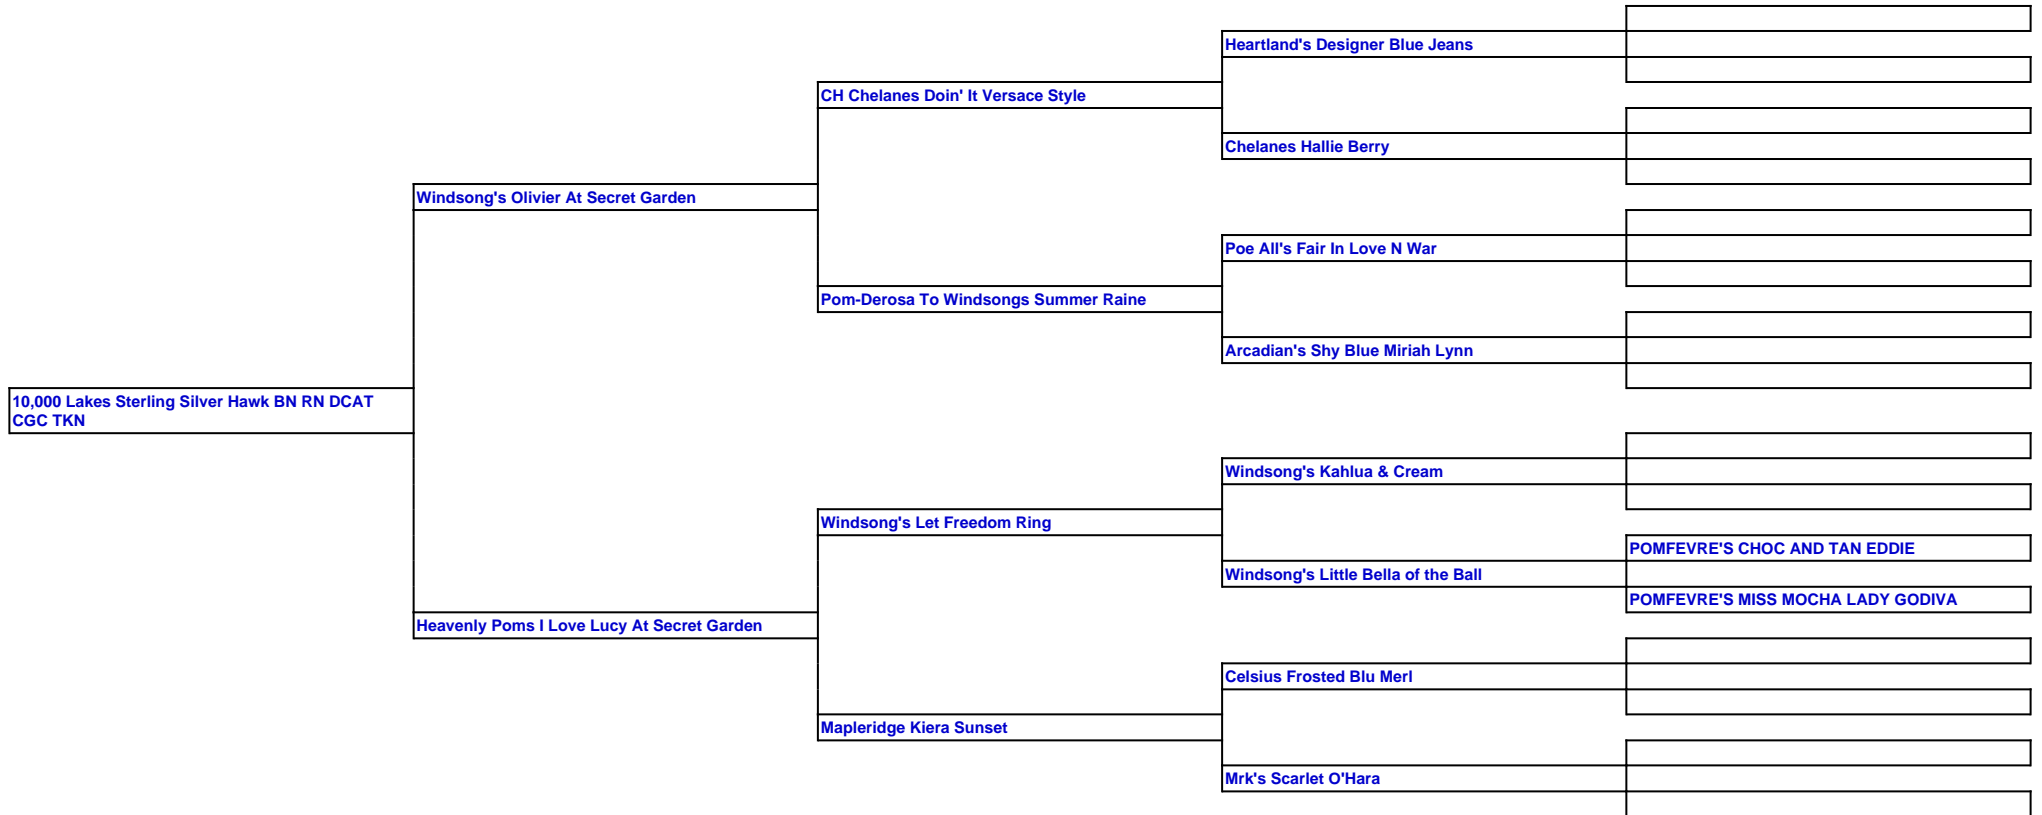 Heartland's Designer Blue Jeans
CH Chelanes Doin' It Versace Style
Chelanes Hallie Berry
Windsong's Olivier At Secret Garden
Poe All's Fair In Love N War
Pom-Derosa To Windsongs Summer Raine
Arcadian's Shy Blue Miriah Lynn
10,000 Lakes Sterling Silver Hawk BN RN DCAT
CGC TKN
Windsong's Kahlua & Cream
Windsong's Let Freedom Ring
POMFEVRE'S CHOC AND TAN EDDIE
Windsong's Little Bella of the Ball
POMFEVRE'S MISS MOCHA LADY GODIVA
Heavenly Poms I Love Lucy At Secret Garden
Celsius Frosted Blu Merl
Mapleridge Kiera Sunset
Mrk's Scarlet O'Hara